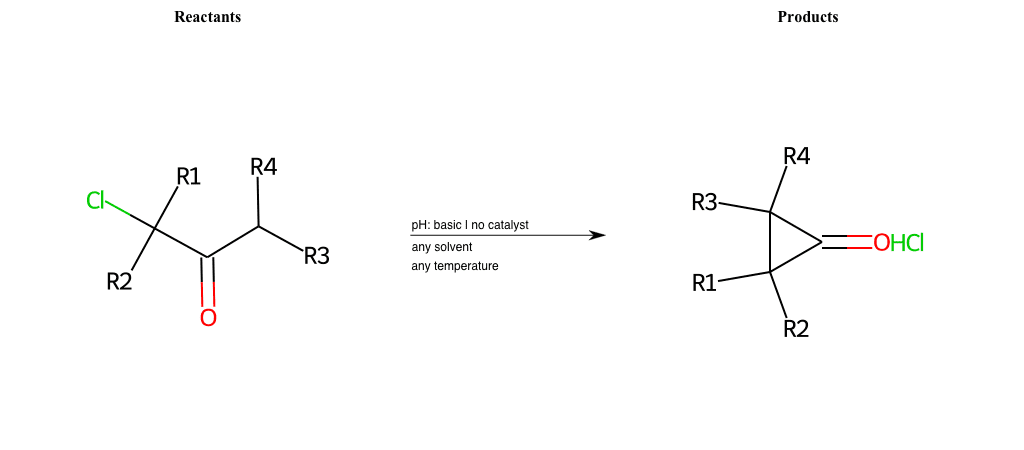 Reactants
Products
R4
R1
Cl
R3
R2
O
pH: basic | no catalyst
any solvent
any temperature
R4
R3
OHCl
R1
R2